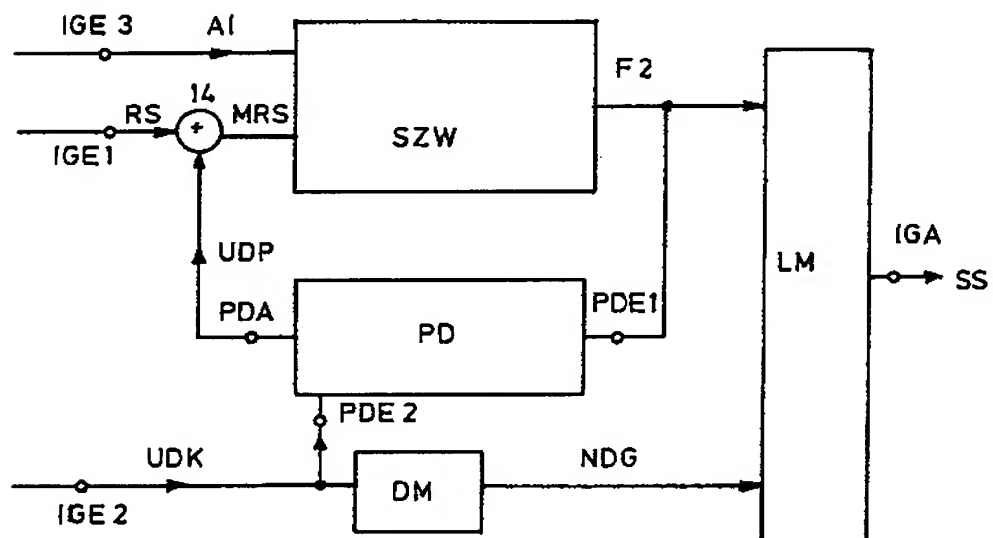 IGE 3
AI
F2
14
RS
MRS
IGE1
SZW
UDP
LM
IGA
SS
PDA
PD
PDE1
PDE 2
UDK
NDG
DM
IGE 2
+